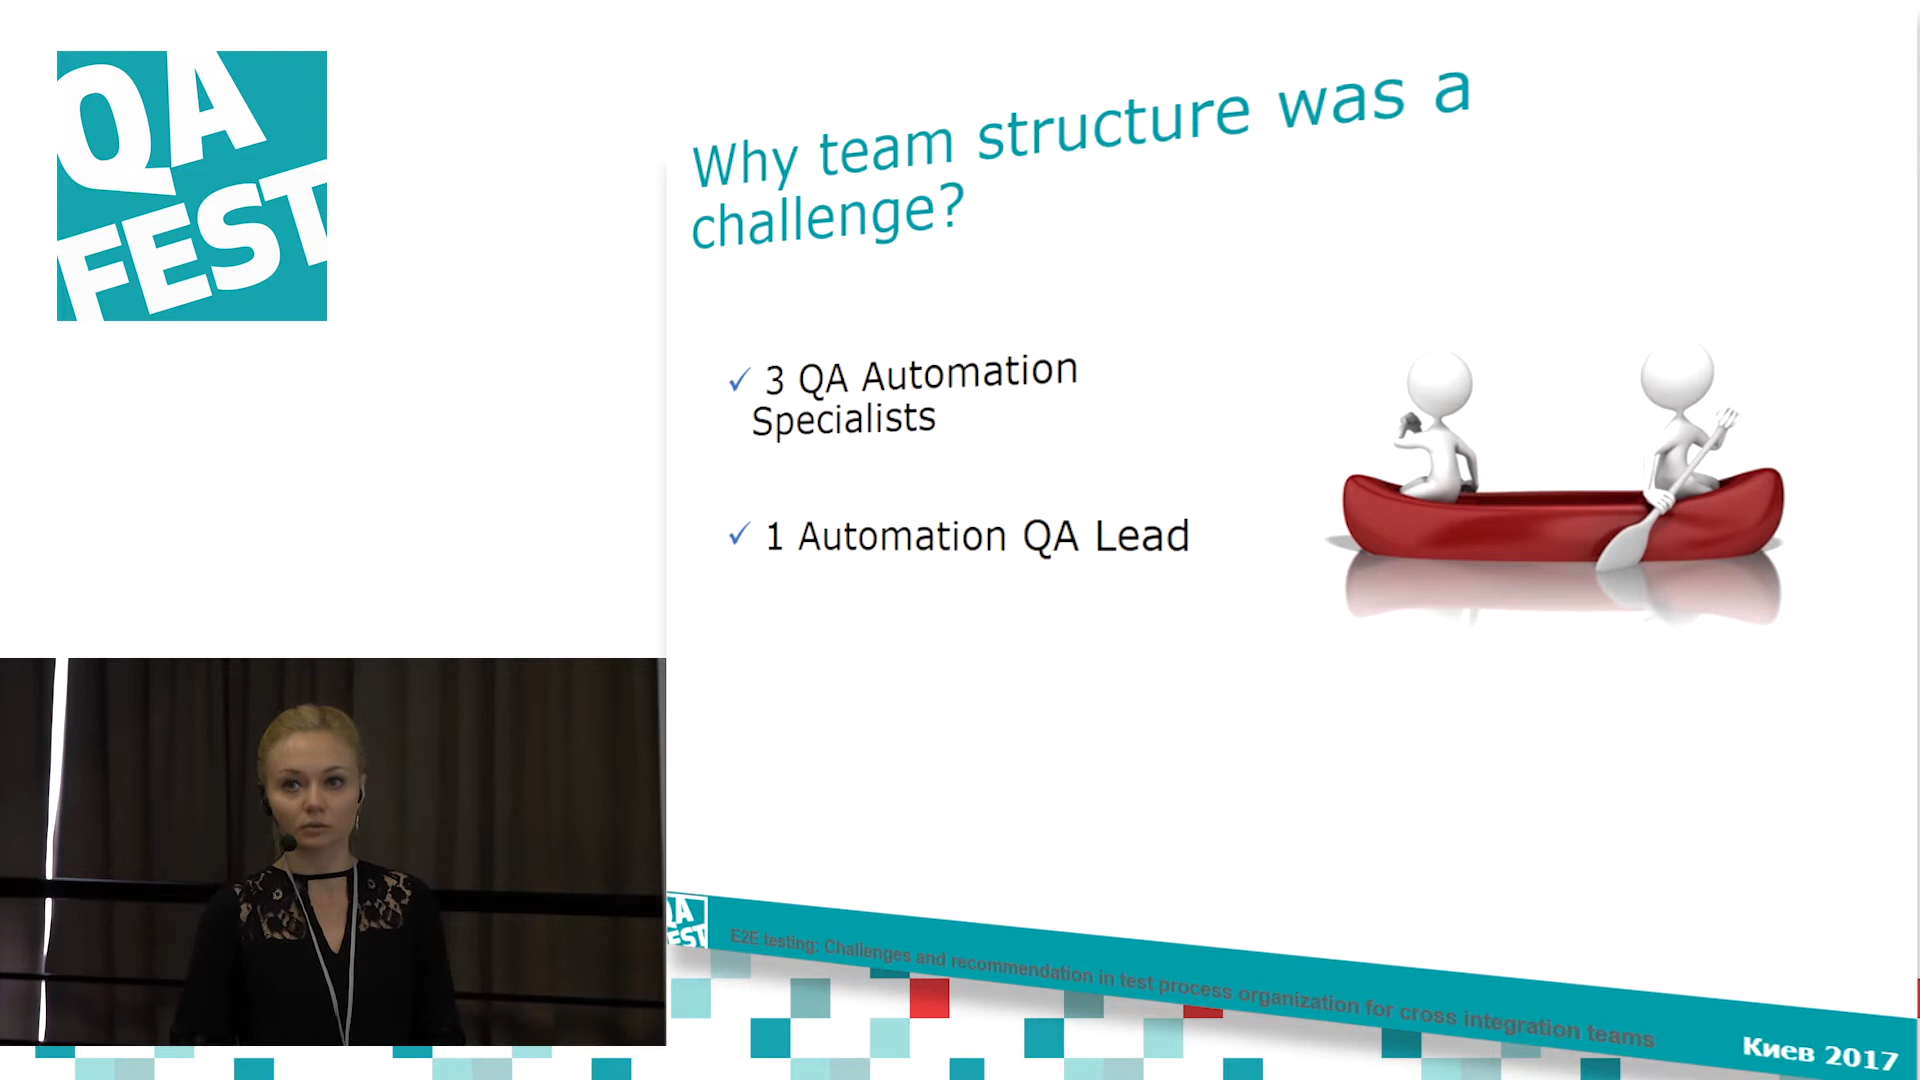 QA
FEST
Why team structure was a
challenge?
✓ 3 QA Automation
Specialists
✓ 1 Automation QA Lead
QA
FEST
E2E testing: Challenges and recommendation in test process organization for cross integration teams
Киев 2017